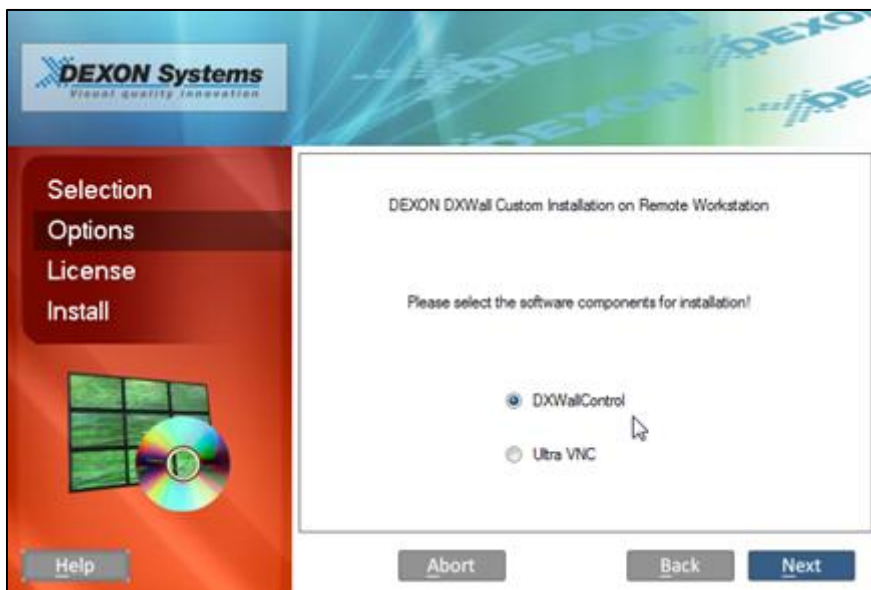 DEXON Systems
Visual quality innovation
DEXON
DEXON
DEXON
Selection
Options
License
Install
DEXON DXWall Custom Installation on Remote Workstation
Please select the software components for installation!
DXWallControl
Ultra VNC
Help
Abort
Back
Next